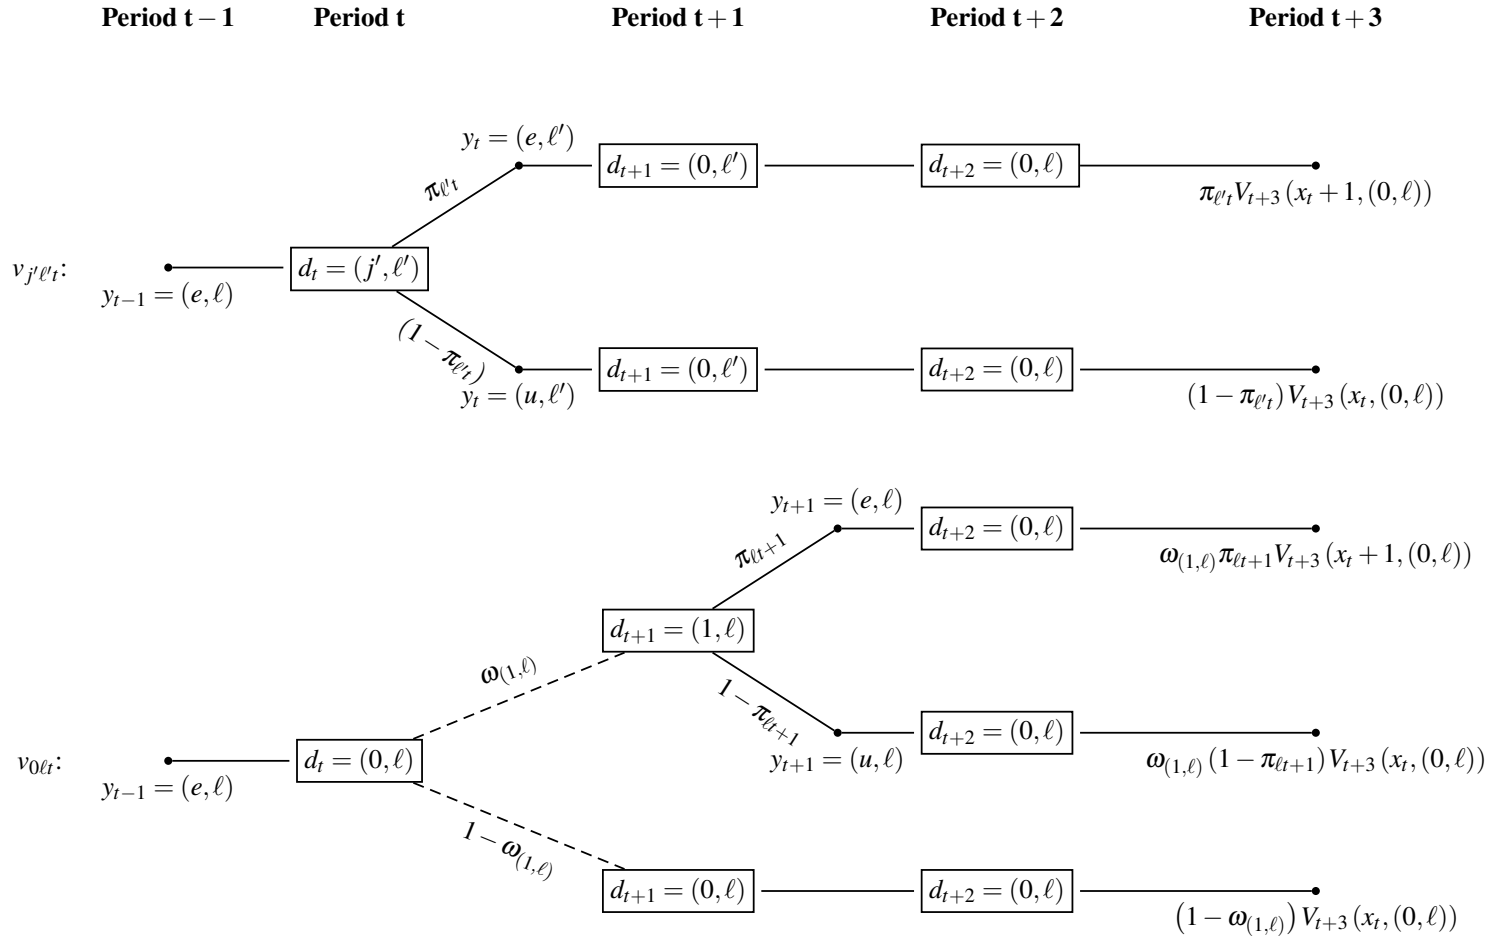 Period t − 1 Period t Period t + 1 Period t + 2 Period t + 3
y_t = (e, ℓ′)
d_{t+1} = (0, ℓ′) d_{t+2} = (0, ℓ)
π_{ℓ′t}
π_{ℓ′t}V_{t+3}(x_t + 1, (0, ℓ))
v_{j′ℓ′t}: d_t = (j′, ℓ′)
y_{t−1} = (e, ℓ)
(1 − π_{ℓ′t})
d_{t+1} = (0, ℓ′) d_{t+2} = (0, ℓ)
y_t = (u, ℓ′) (1 − π_{ℓ′t})V_{t+3}(x_t, (0, ℓ))
y_{t+1} = (e, ℓ)
d_{t+2} = (0, ℓ)
π_{ℓt+1} ω_{(1,ℓ)}π_{ℓt+1}V_{t+3}(x_t + 1, (0, ℓ))
d_{t+1} = (1, ℓ)
ω_{(1,ℓ)}
1 − π_{ℓt+1}
d_{t+2} = (0, ℓ)
v_{0ℓt}: d_t = (0, ℓ) y_{t+1} = (u, ℓ) ω_{(1,ℓ)}(1 − π_{ℓt+1})V_{t+3}(x_t, (0, ℓ))
y_{t−1} = (e, ℓ)
1 − ω_{(1,ℓ)}
d_{t+1} = (0, ℓ) d_{t+2} = (0, ℓ)
(1 − ω_{(1,ℓ)})V_{t+3}(x_t, (0, ℓ))